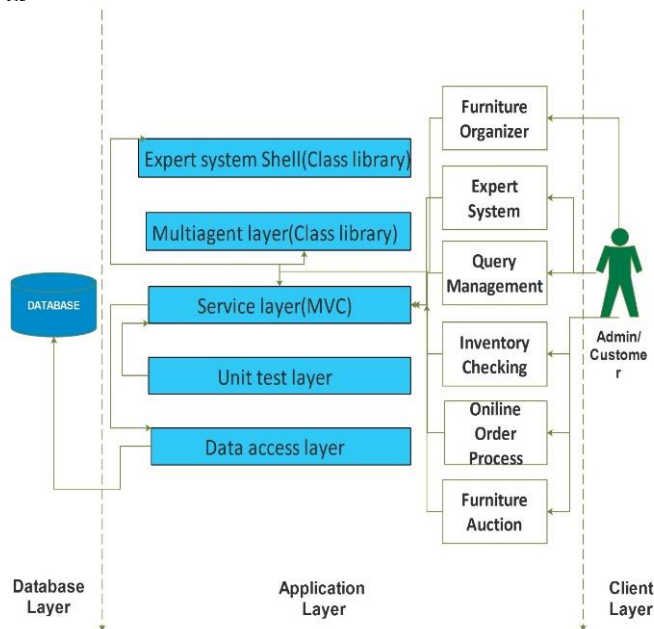 Furniture
Organizer
Expert system Shell(Class library)
Expert
System
Multiagent layer(Class library)
Query
Management
DATABASE
Service layer(MVC)
Admin/
Custome
r
Inventory
Checking
Unit test layer
Oniline
Order
Process
Data access layer
Furniture
Auction
Database
Layer
Application
Layer
Client
Layer